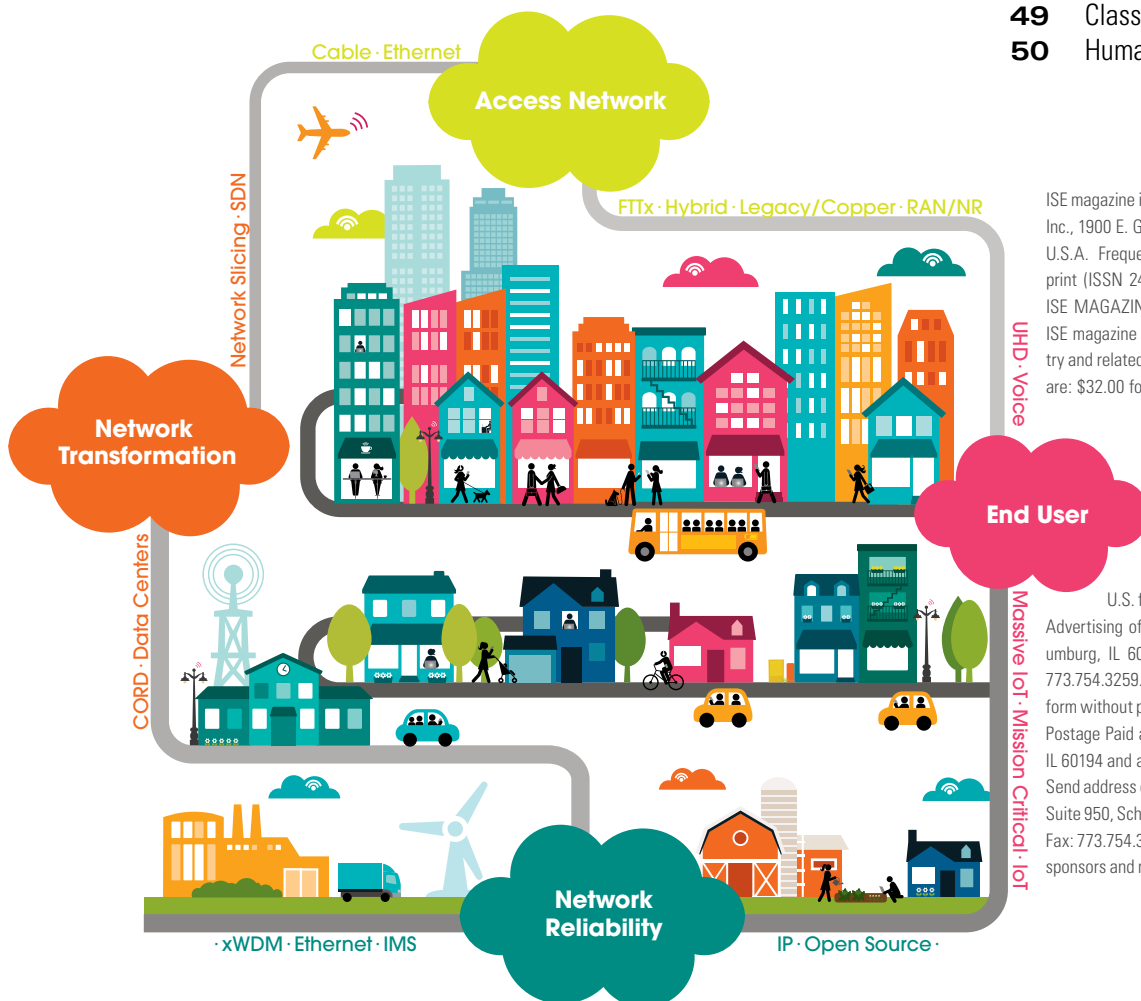 49 Class
50 Huma
Cable · Ethernet
Access Network
Network Slicing · SDN
FTTx · Hybrid · Legacy/Copper · RAN/NR
UHD · Voice
Network
Transformation
End User
CORD · Data Centers
Massive IoT · Mission Critical · IoT
Network
Reliability
· xWDM · Ethernet · IMS
IP · Open Source ·
ISE magazine i
Inc., 1900 E. G
U.S.A. Freque
print (ISSN 24
ISE MAGAZIN
ISE magazine
try and related
are: $32.00 fo
U.S. f
Advertising of
umburg, IL 60
773.754.3259.
form without p
Postage Paid a
IL 60194 and a
Send address c
Suite 950, Sch
Fax: 773.754.3
sponsors and r